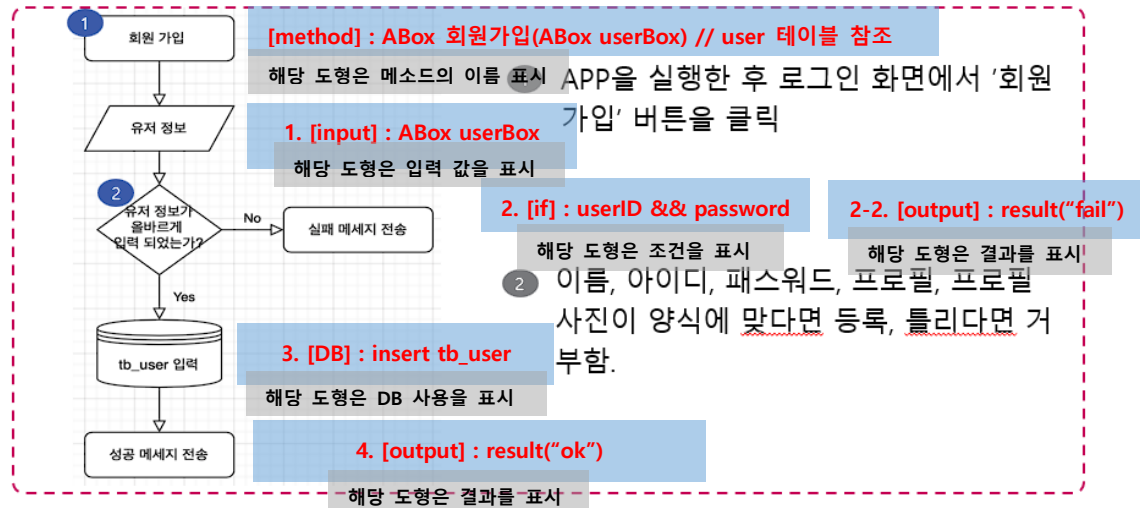 1
회원 가입
[method] : ABox 회원가입(ABox userBox) // user 테이블 참조
해당 도형은 메소드의 이름 표시
APP을 실행한 후 로그인 화면에서 '회원
가입' 버튼을 클릭
유저 정보
1. [input] : ABox userBox
해당 도형은 입력 값을 표시
2
유저 정보가
올바르게
입력 되었는가?
No
실패 메세지 전송
2. [if] : userID && password
해당 도형은 조건을 표시
2-2. [output] : result("fail")
해당 도형은 결과를 표시
2
이름, 아이디, 패스워드, 프로필, 프로필
사진이 양식에 맞다면 등록, 틀리다면 거
부함.
Yes
tb_user 입력
3. [DB] : insert tb_user
해당 도형은 DB 사용을 표시
성공 메세지 전송
4. [output] : result("ok")
해당 도형은 결과를 표시